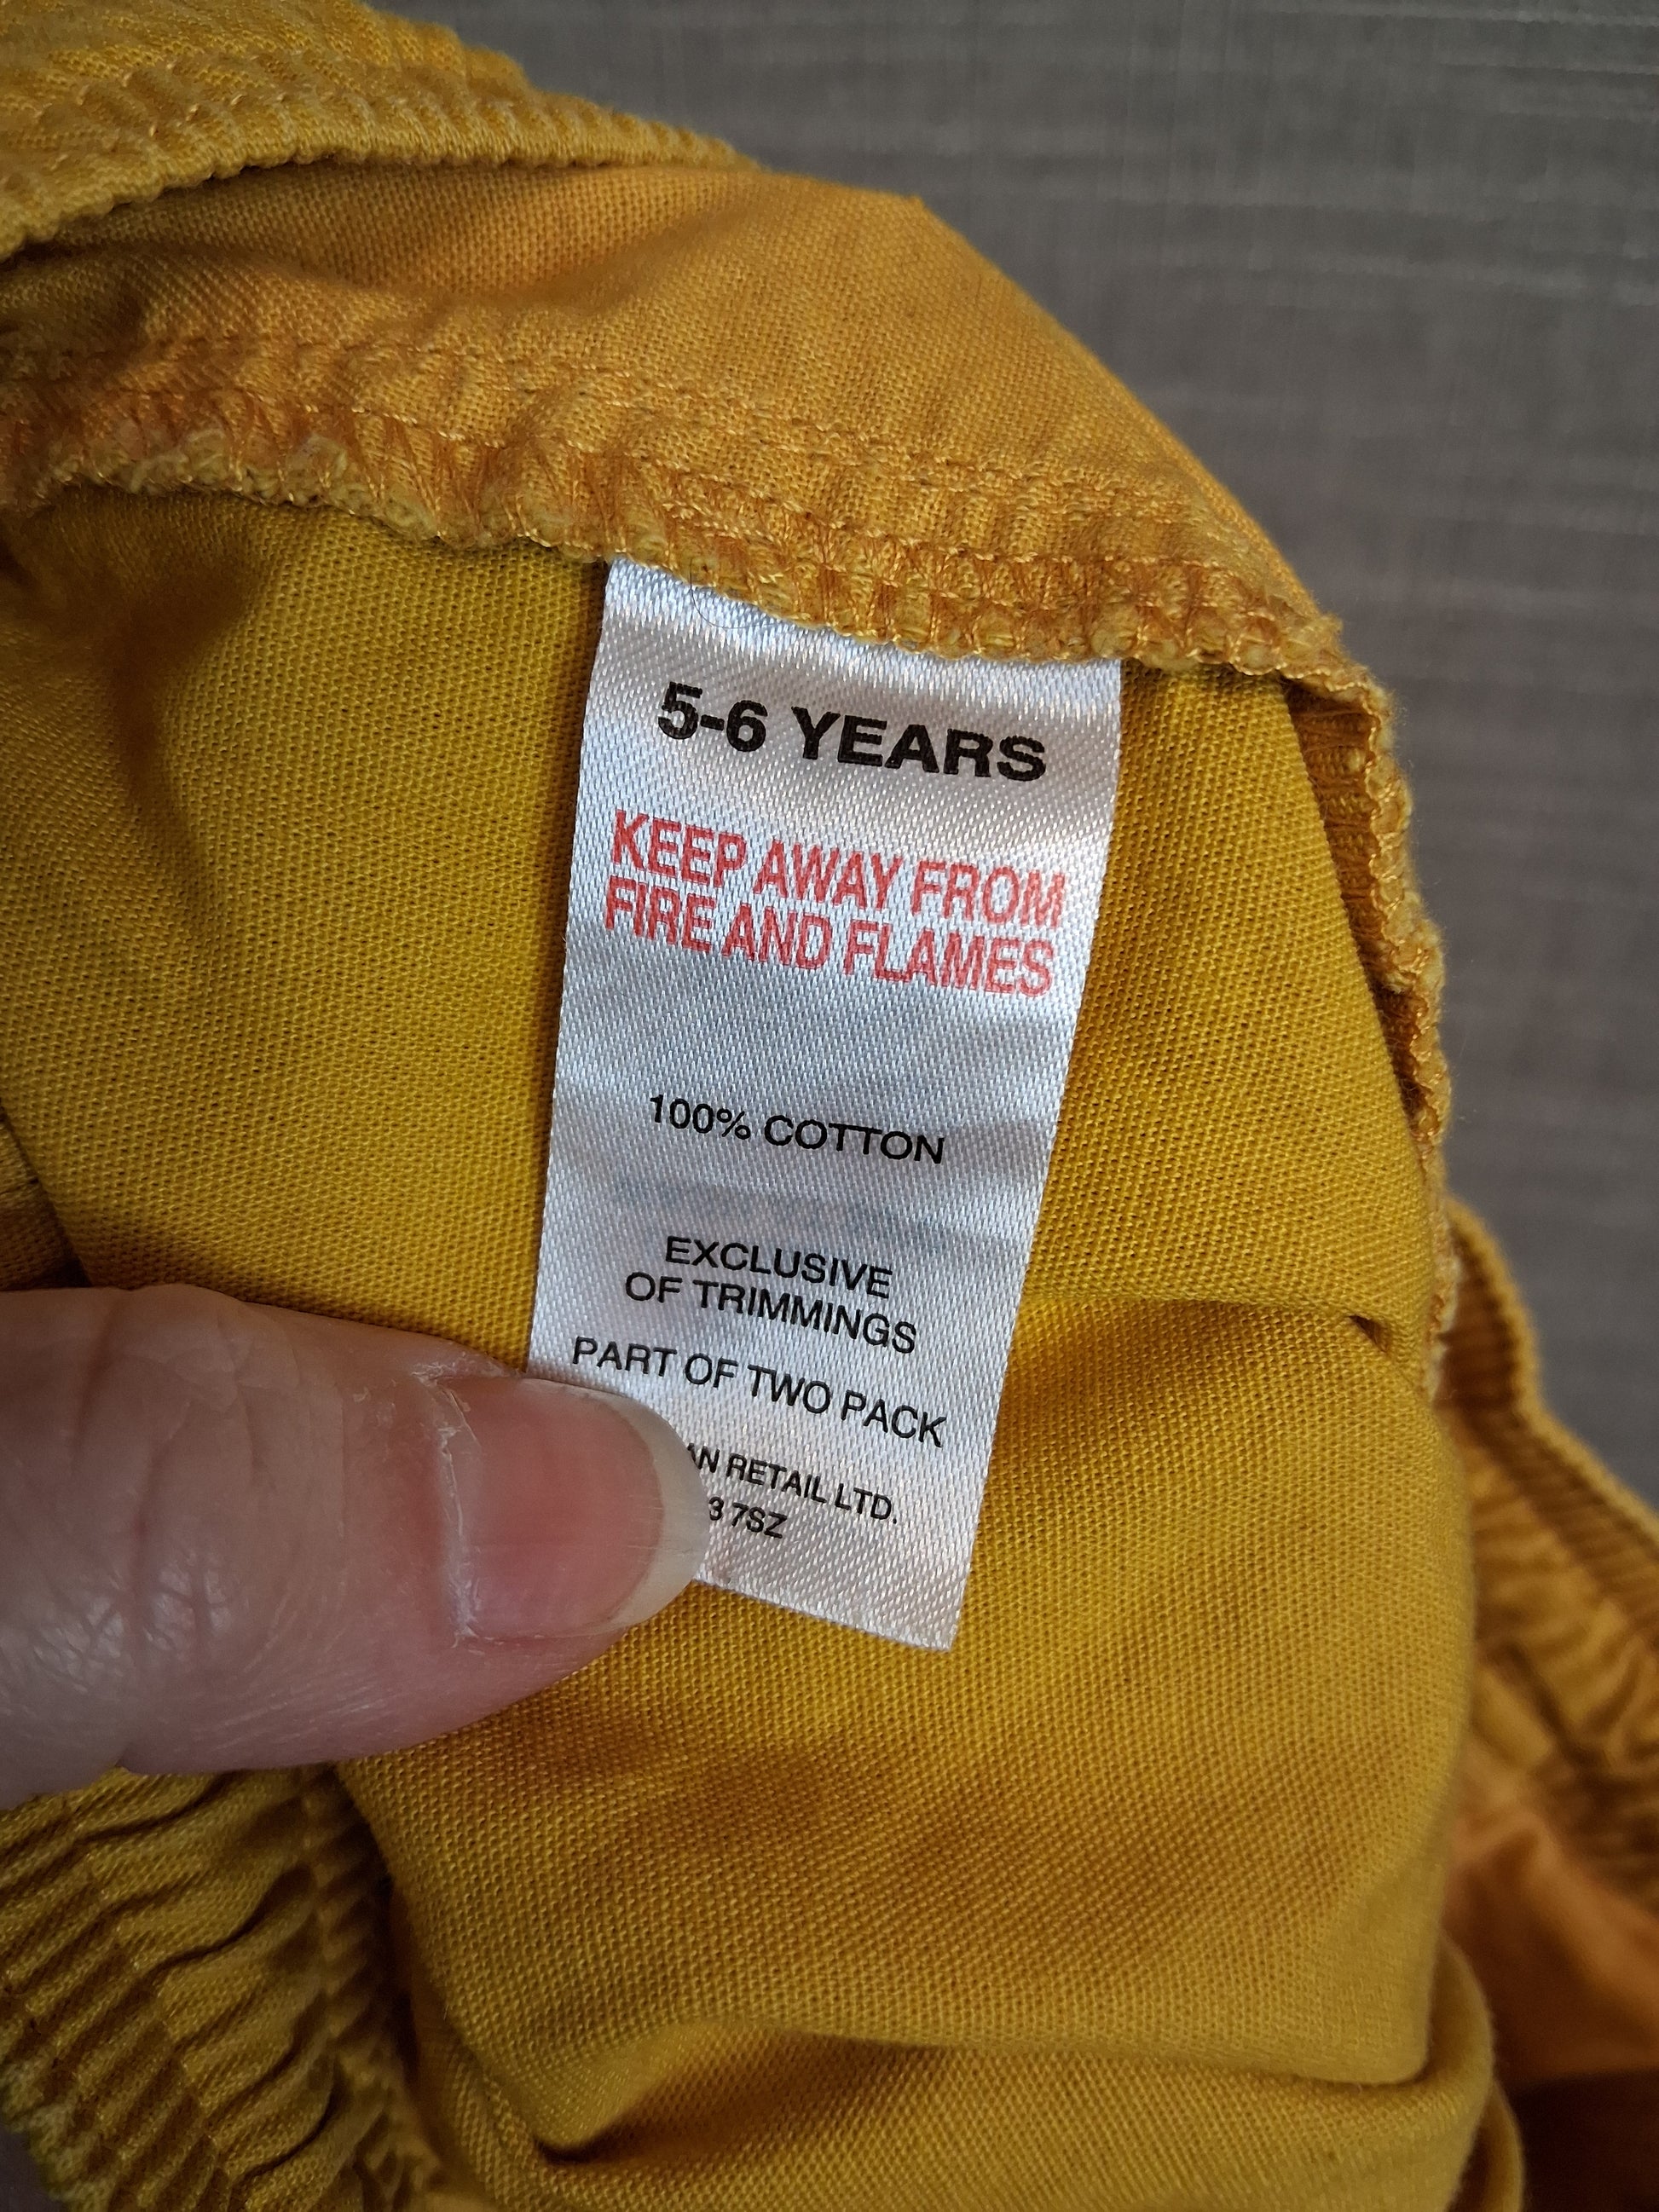 5-6 YEARS
KEEP AWAY FROM
FIRE AND FLAMES
100% COTTON
EXCLUSIVE
OF TRIMMINGS
PART OF TWO PACK
RETAIL LTD.
7SZ